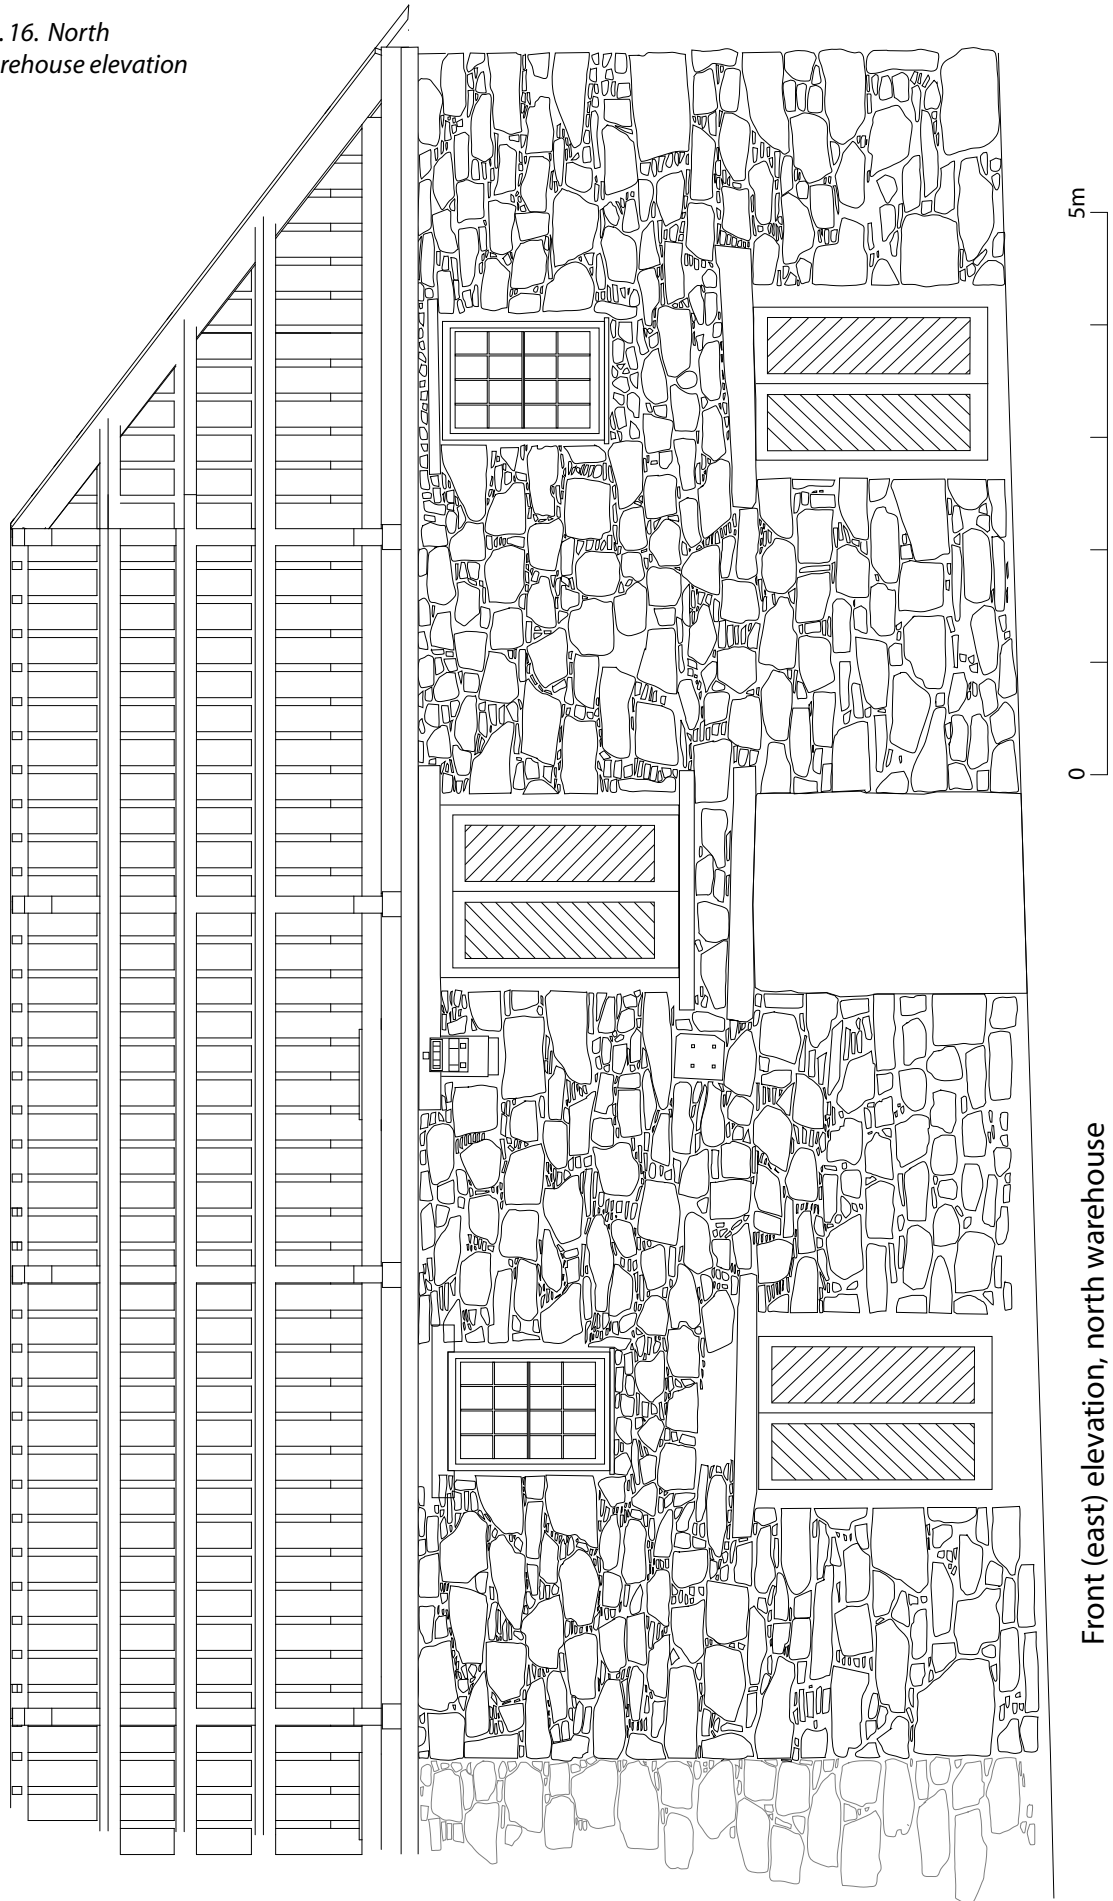 .16. North
rehouse elevation
5m
0
Front (east) elevation, north warehouse